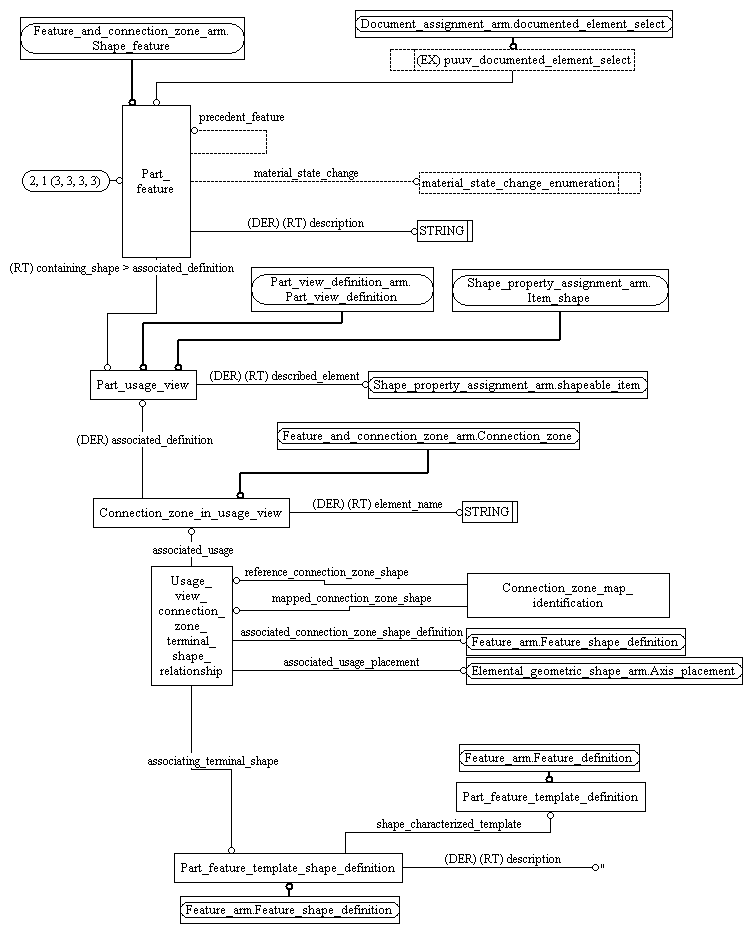 Feature_and_connection_zone_arm.
Shape_feature
Document_assignment_arm.documented_element_select
(EX) puuv_documented_element_select
precedent_feature
Part_
feature
2, 1 (3, 3, 3, 3)
material_state_change
material_state_change_enumeration
(DER) (RT) description
STRING
(RT) containing_shape > associated_definition
Part_view_definition_arm.
Part_view_definition
Shape_property_assignment_arm.
Item_shape
Part_usage_view
(DER) (RT) described_element
Shape_property_assignment_arm.shapeable_item
(DER) associated_definition
Feature_and_connection_zone_arm.Connection_zone
Connection_zone_in_usage_view
(DER) (RT) element_name
STRING
associated_usage
Usage_
view_
connection_
zone_
terminal_
shape_
relationship
reference_connection_zone_shape
mapped_connection_zone_shape
Connection_zone_map_
identification
associated_connection_zone_shape_definition
Feature_arm.Feature_shape_definition
associated_usage_placement
Elemental_geometric_shape_arm.Axis_placement
associating_terminal_shape
Feature_arm.Feature_definition
Part_feature_template_definition
shape_characterized_template
Part_feature_template_shape_definition
(DER) (RT) description
"
Feature_arm.Feature_shape_definition